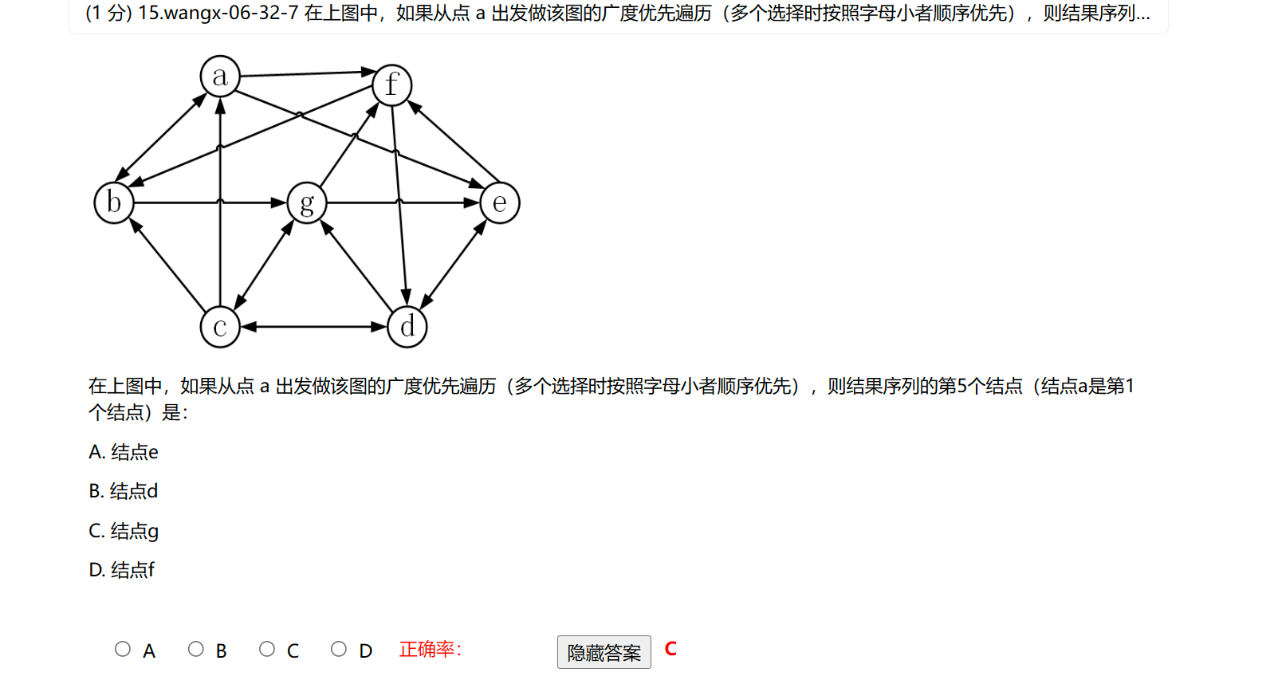 (1 分) 15.wangx-06-32-7 在上图中，如果从点 a 出发做该图的广度优先遍历（多个选择时按照字母小者顺序优先），则结果序列...
a
f
b
g
e
c
d
在上图中，如果从点 a 出发做该图的广度优先遍历（多个选择时按照字母小者顺序优先），则结果序列的第5个结点（结点a是第1
个结点）是：
A. 结点e
B. 结点d
C. 结点g
D. 结点f
A B C D 正确率： 隐藏答案 C